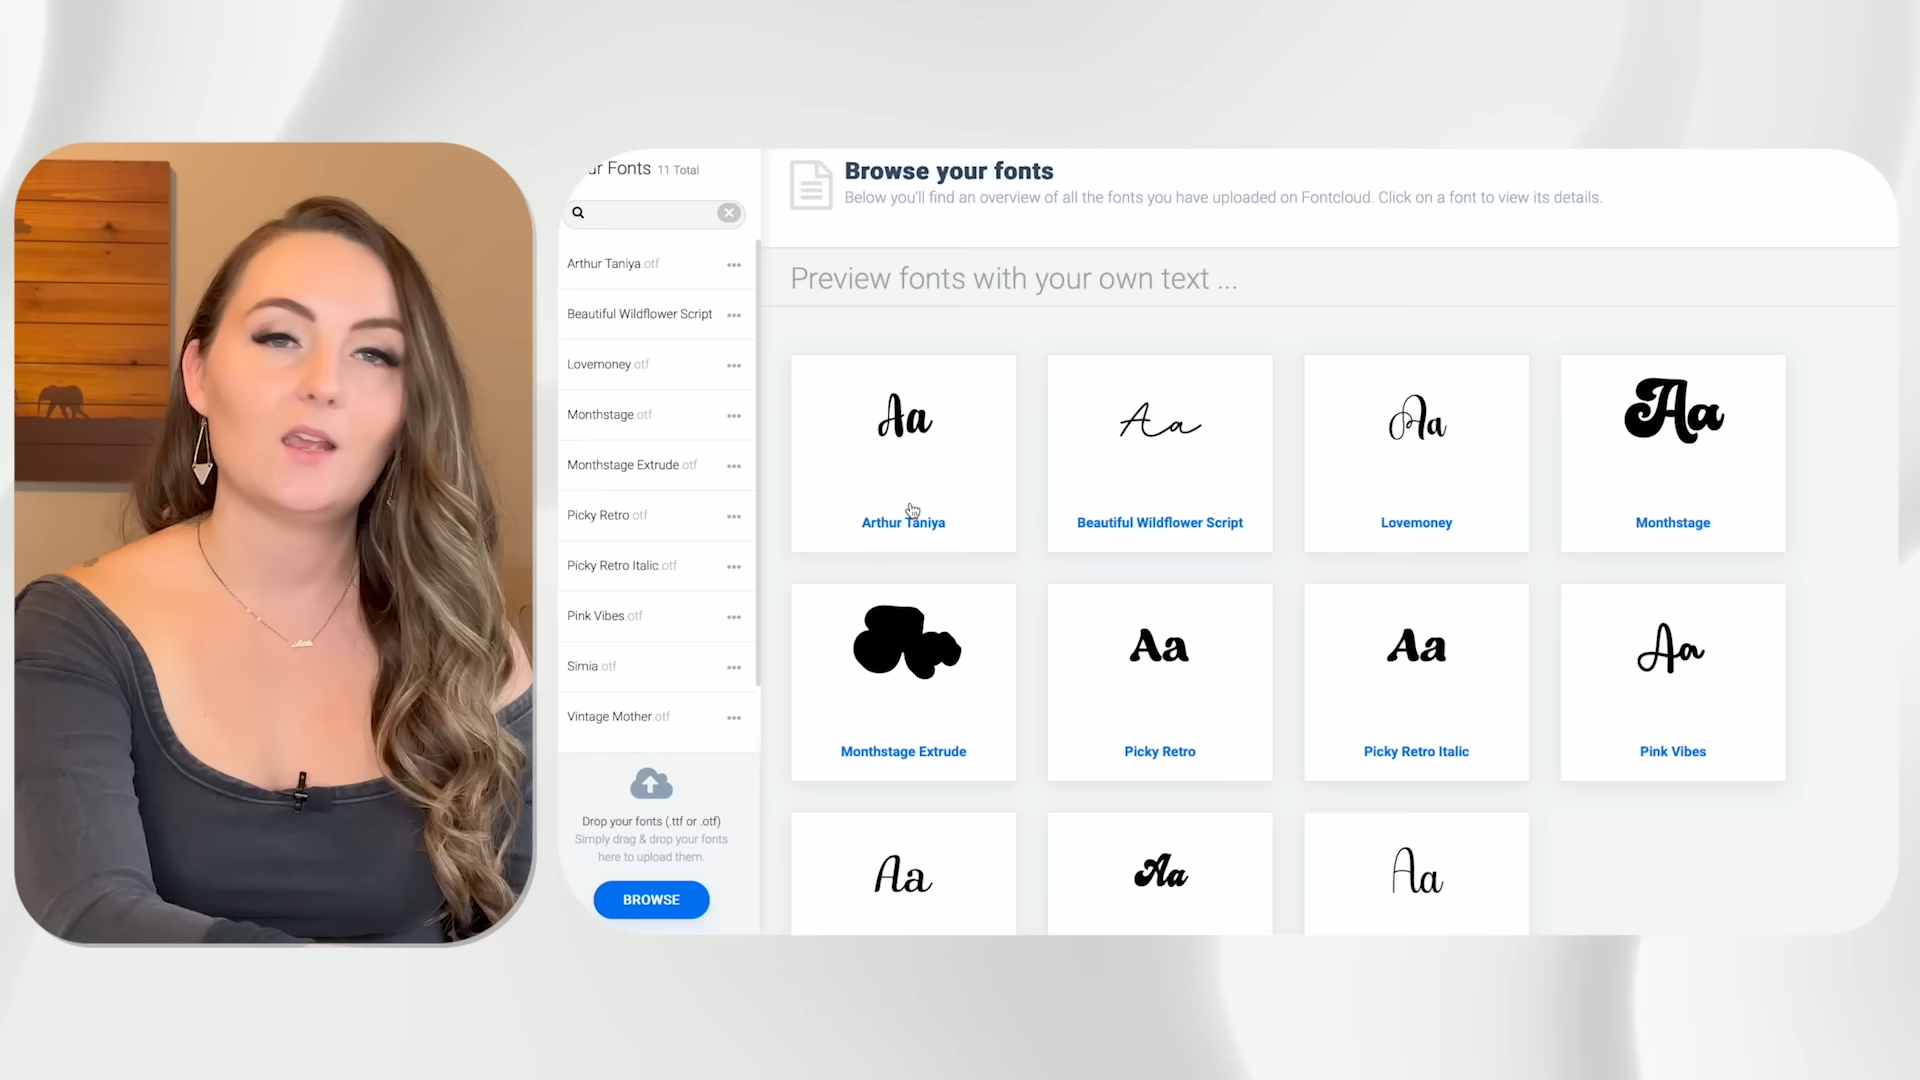 ur Fonts 11 Total
Arthur Taniya.otf
Beautiful Wildflower Script
Lovemoney.otf
Monthstage.otf
Monthstage Extrude.otf
Picky Retro.otf
Picky Retro Italic.otf
Pink Vibes.otf
Simia.otf
Vintage Mother.otf
Drop your fonts (.ttf or .otf)
Simply drag & drop your fonts
here to upload them.
BROWSE
Browse your fonts
Below you'll find an overview of all the fonts you have uploaded on Fontcloud. Click on a font to view its details.
Preview fonts with your own text ...
Aa Aa Aa Aa
Arthur Taniya Beautiful Wildflower Script Lovemoney Monthstage
Aa Aa Aa
Monthstage Extrude Picky Retro Picky Retro Italic Pink Vibes
Aa Aa Aa